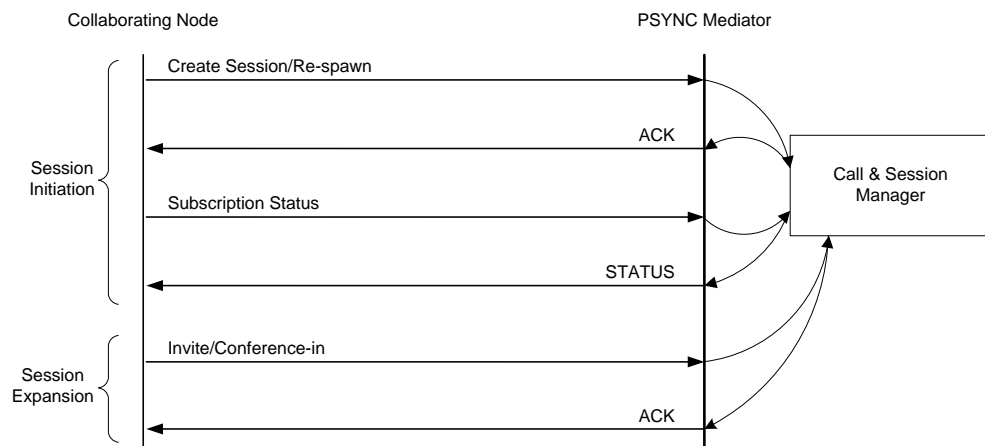 Collaborating Node
PSYNC Mediator
Create Session/Re-spawn
ACK
Session
Initiation
Call & Session
Manager
Subscription Status
STATUS
Invite/Conference-in
Session
Expansion
ACK